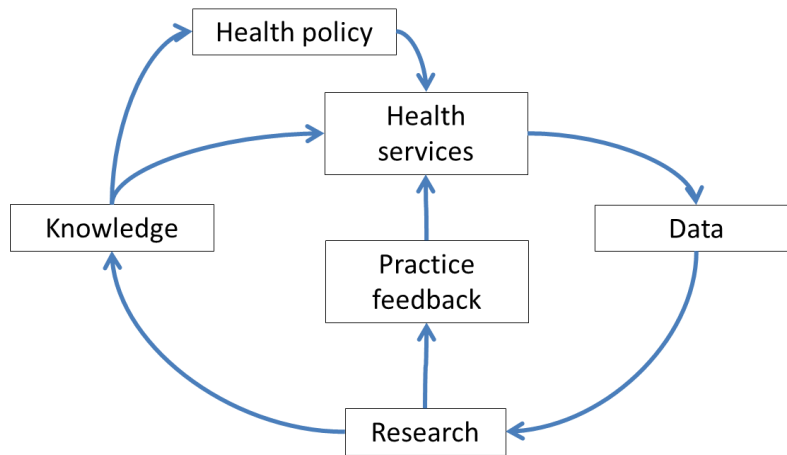 Health policy
Health
services
Knowledge
Data
Practice
feedback
Research